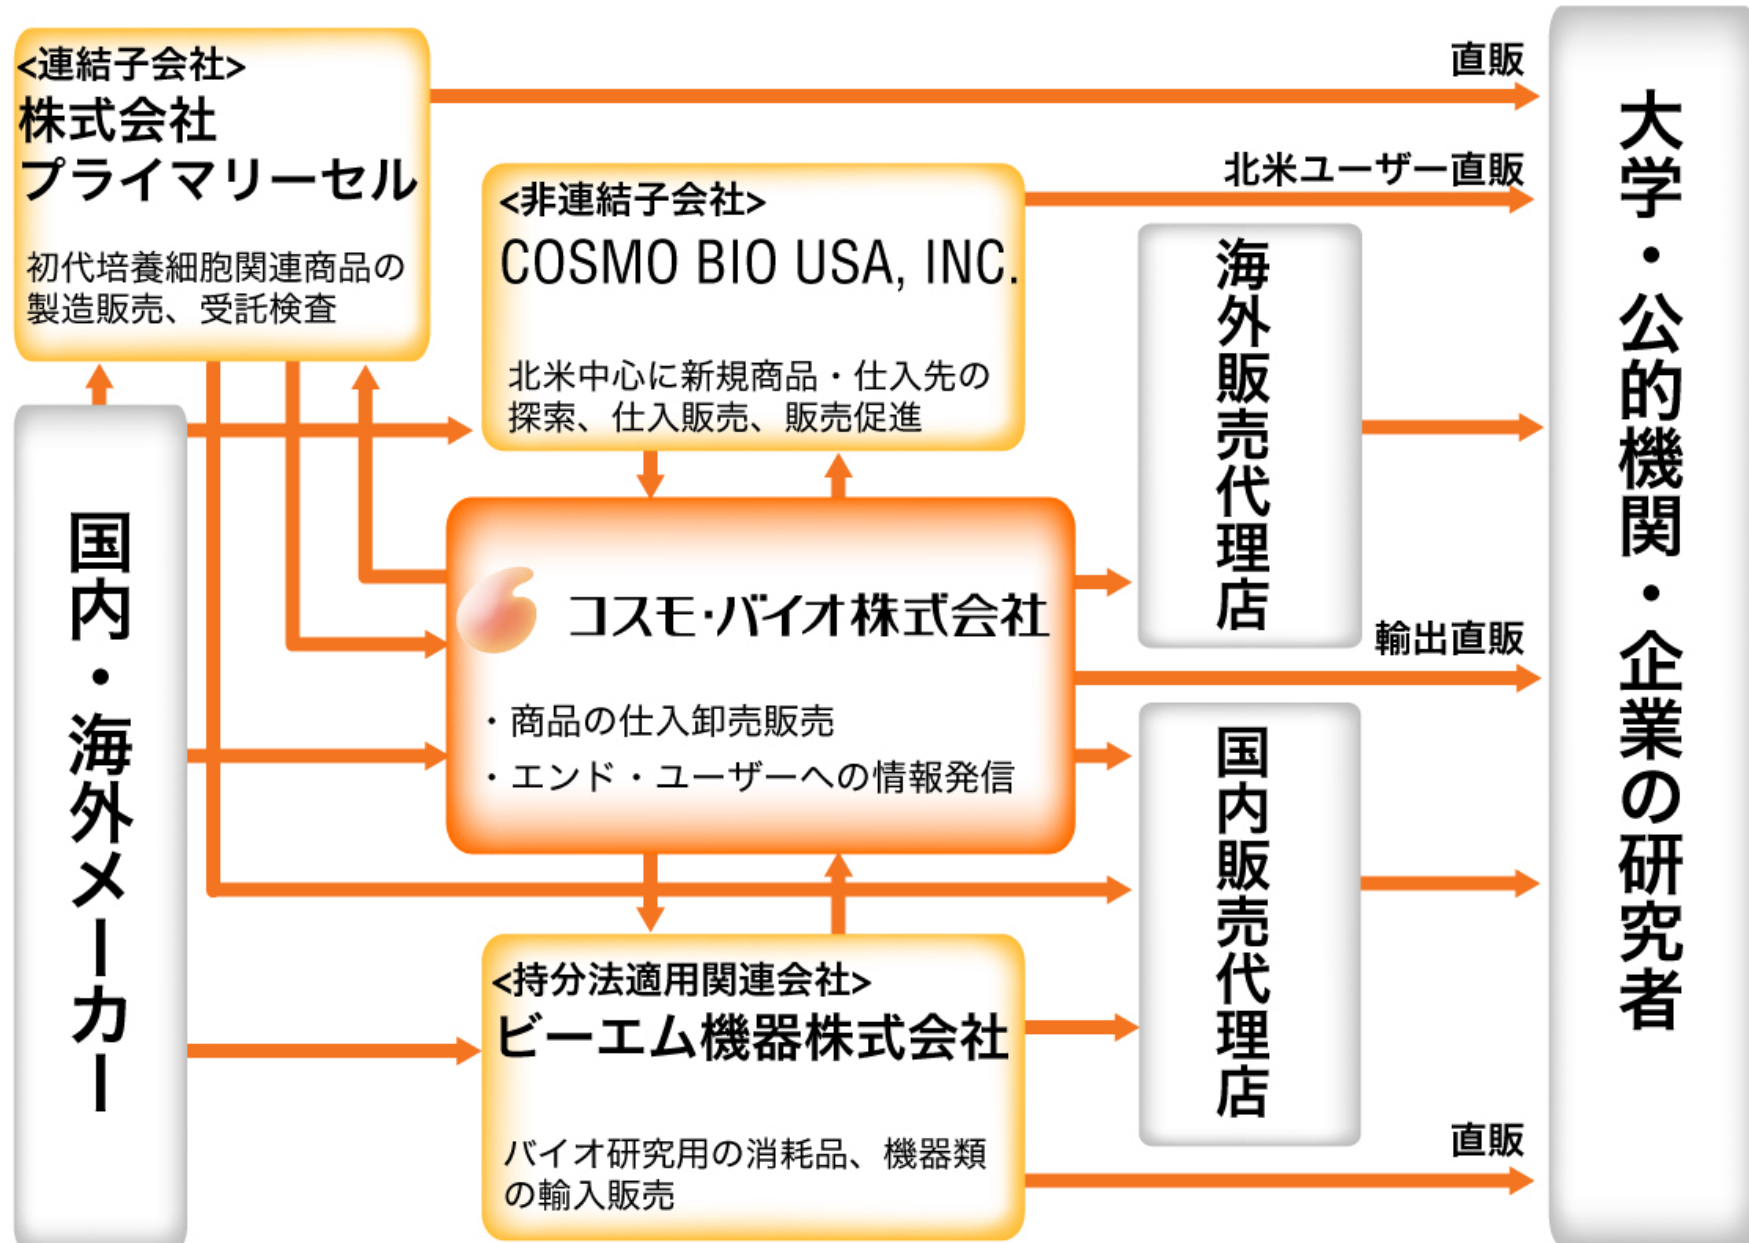 <連結子会社>
株式会社
プライマリーセル
初代培養細胞関連商品の
製造販売、受託検査
直販
<非連結子会社>
COSMO BIO USA, INC.
北米中心に新規商品・仕入先の
探索、仕入販売、販売促進
北米ユーザー直販
国内・海外メーカー
コスモ・バイオ株式会社
・商品の仕入卸売販売
・エンド・ユーザーへの情報発信
海外販売代理店
輸出直販
国内販売代理店
<持分法適用関連会社>
ビーエム機器株式会社
バイオ研究用の消耗品、機器類
の輸入販売
直販
大学・公的機関・企業の研究者